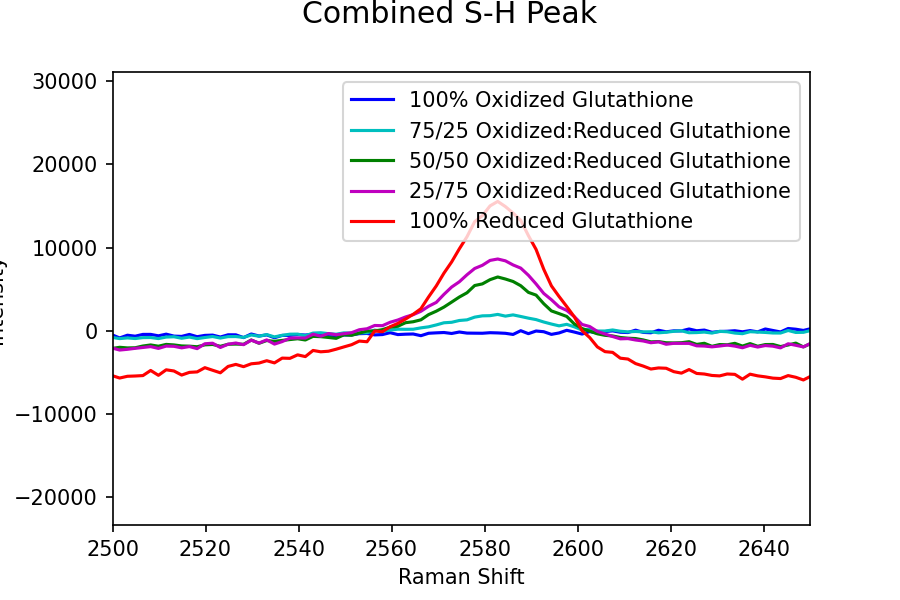 Combined S-H Peak
30000
20000
10000
0
−10000
−20000
100% Oxidized Glutathione
75/25 Oxidized:Reduced Glutathione
50/50 Oxidized:Reduced Glutathione
25/75 Oxidized:Reduced Glutathione
100% Reduced Glutathione
2500 2520 2540 2560 2580 2600 2620 2640
Raman Shift